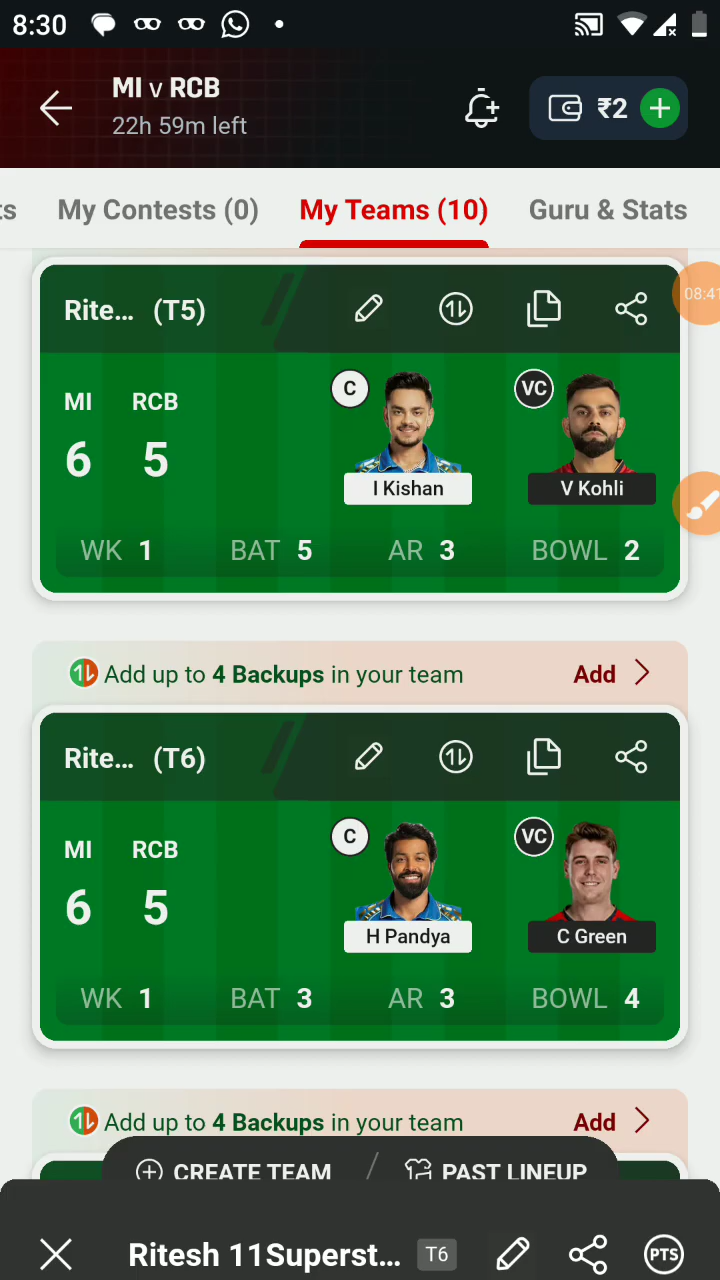 8:30
MI v RCB
22h 59m left
₹2
ts My Contests (0) My Teams (10) Guru & Stats
08:41
Rite... (T5)
C VC
MI RCB
6 5
I Kishan V Kohli
WK 1 BAT 5 AR 3 BOWL 2
Add up to 4 Backups in your team Add
Rite... (T6)
C VC
MI RCB
6 5
H Pandya C Green
WK 1 BAT 3 AR 3 BOWL 4
Add up to 4 Backups in your team Add
CREATE TEAM / PAST LINEUP
Ritesh 11Superst... T6 PTS